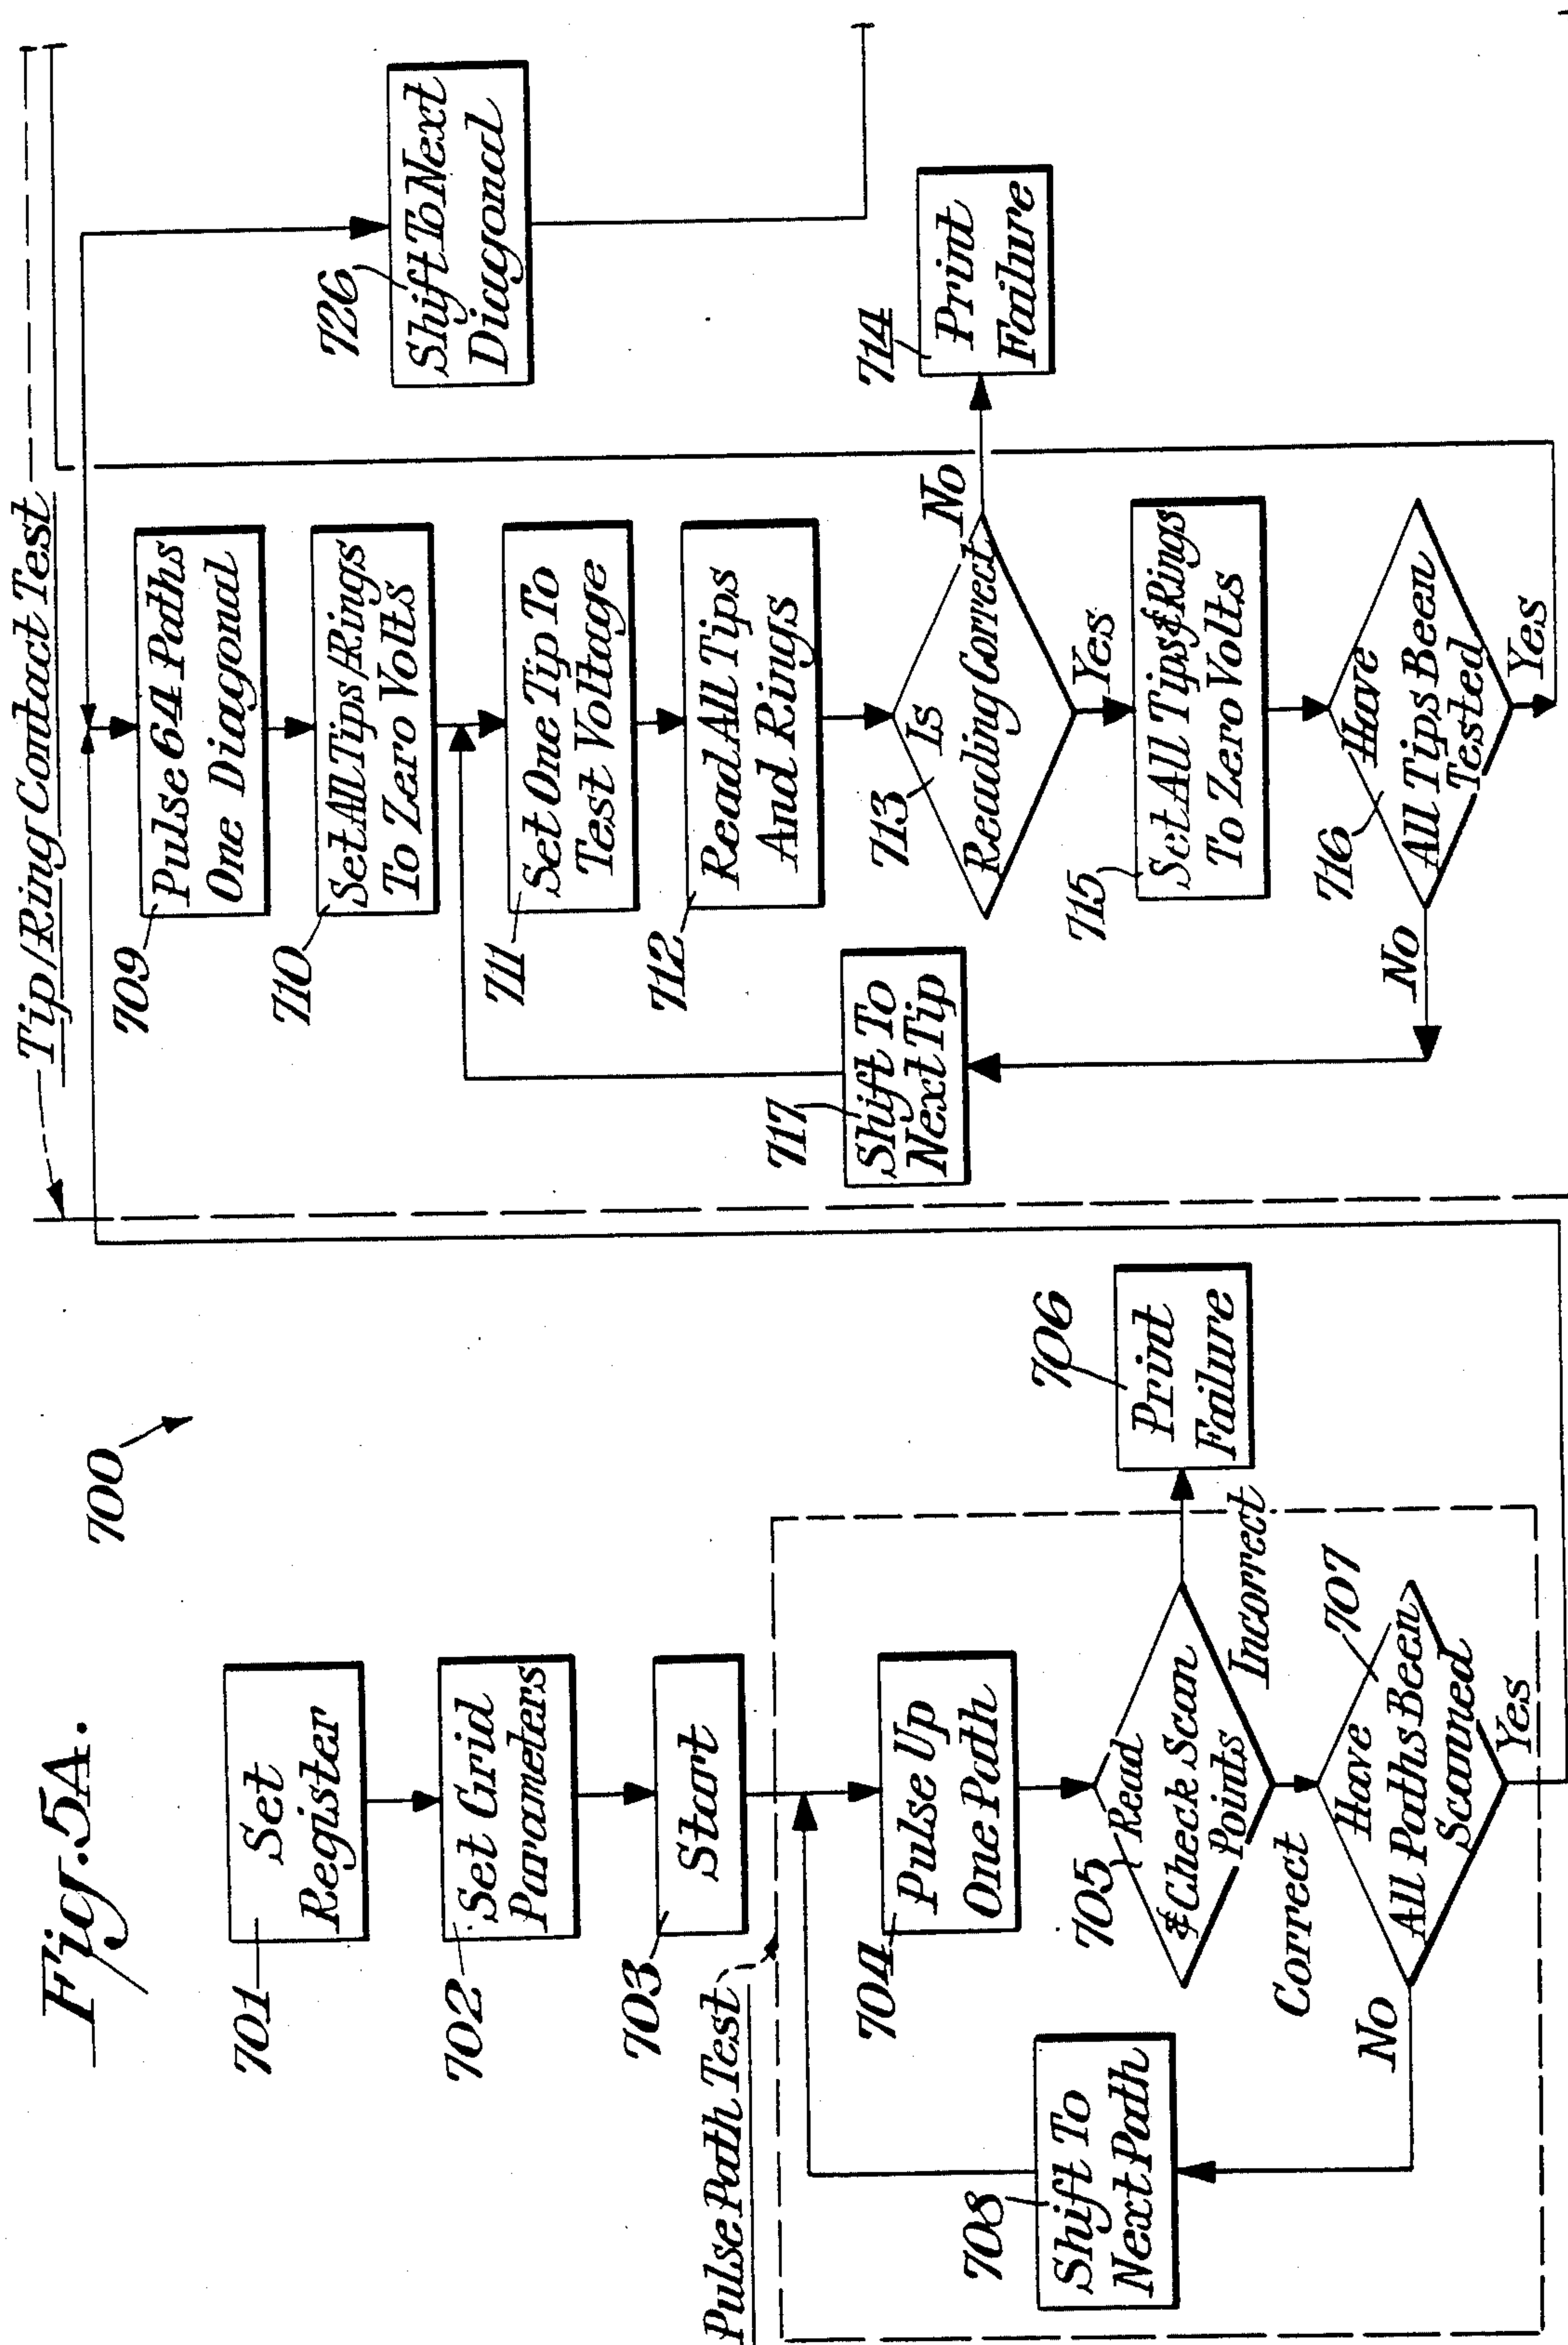 Fig. 5A.
700
701
Set
Register
702
Set Grid
Parameters
703
Start
Pulse Path Test
704
Pulse Up
One Path
705
Read
& Check Scan
Points
Incorrect
706
Print
Failure
Correct
707
Have
All Paths Been
Scanned
No
Yes
708
Shift To
Next Path
Tip/Ring Contact Test
709
Pulse 64 Paths
One Diagonal
710
Set All Tips/Rings
To Zero Volts
711
Set One Tip To
Test Voltage
712
Read All Tips
And Rings
713
Is
Reading Correct
No
714
Print
Failure
Yes
715
Set All Tips & Rings
To Zero Volts
716
Have
All Tips Been
Tested
No
Yes
717
Shift To
Next Tip
726
Shift To Next
Diagonal